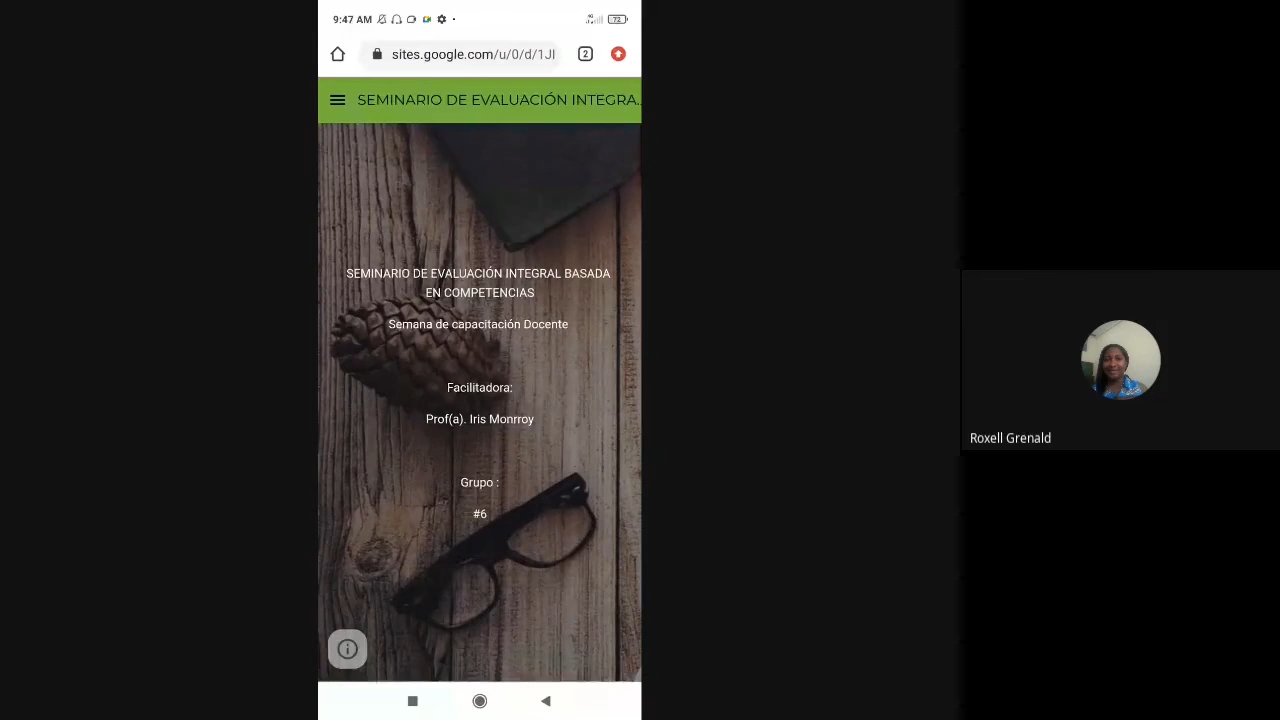 9:47 AM
72
sites.google.com/u/0/d/1JI
2
SEMINARIO DE EVALUACIÓN INTEGRA..
SEMINARIO DE EVALUACIÓN INTEGRAL BASADA
EN COMPETENCIAS
Semana de capacitación Docente
Facilitadora:
Prof(a). Iris Monrroy
Grupo :
#6
Roxell Grenald